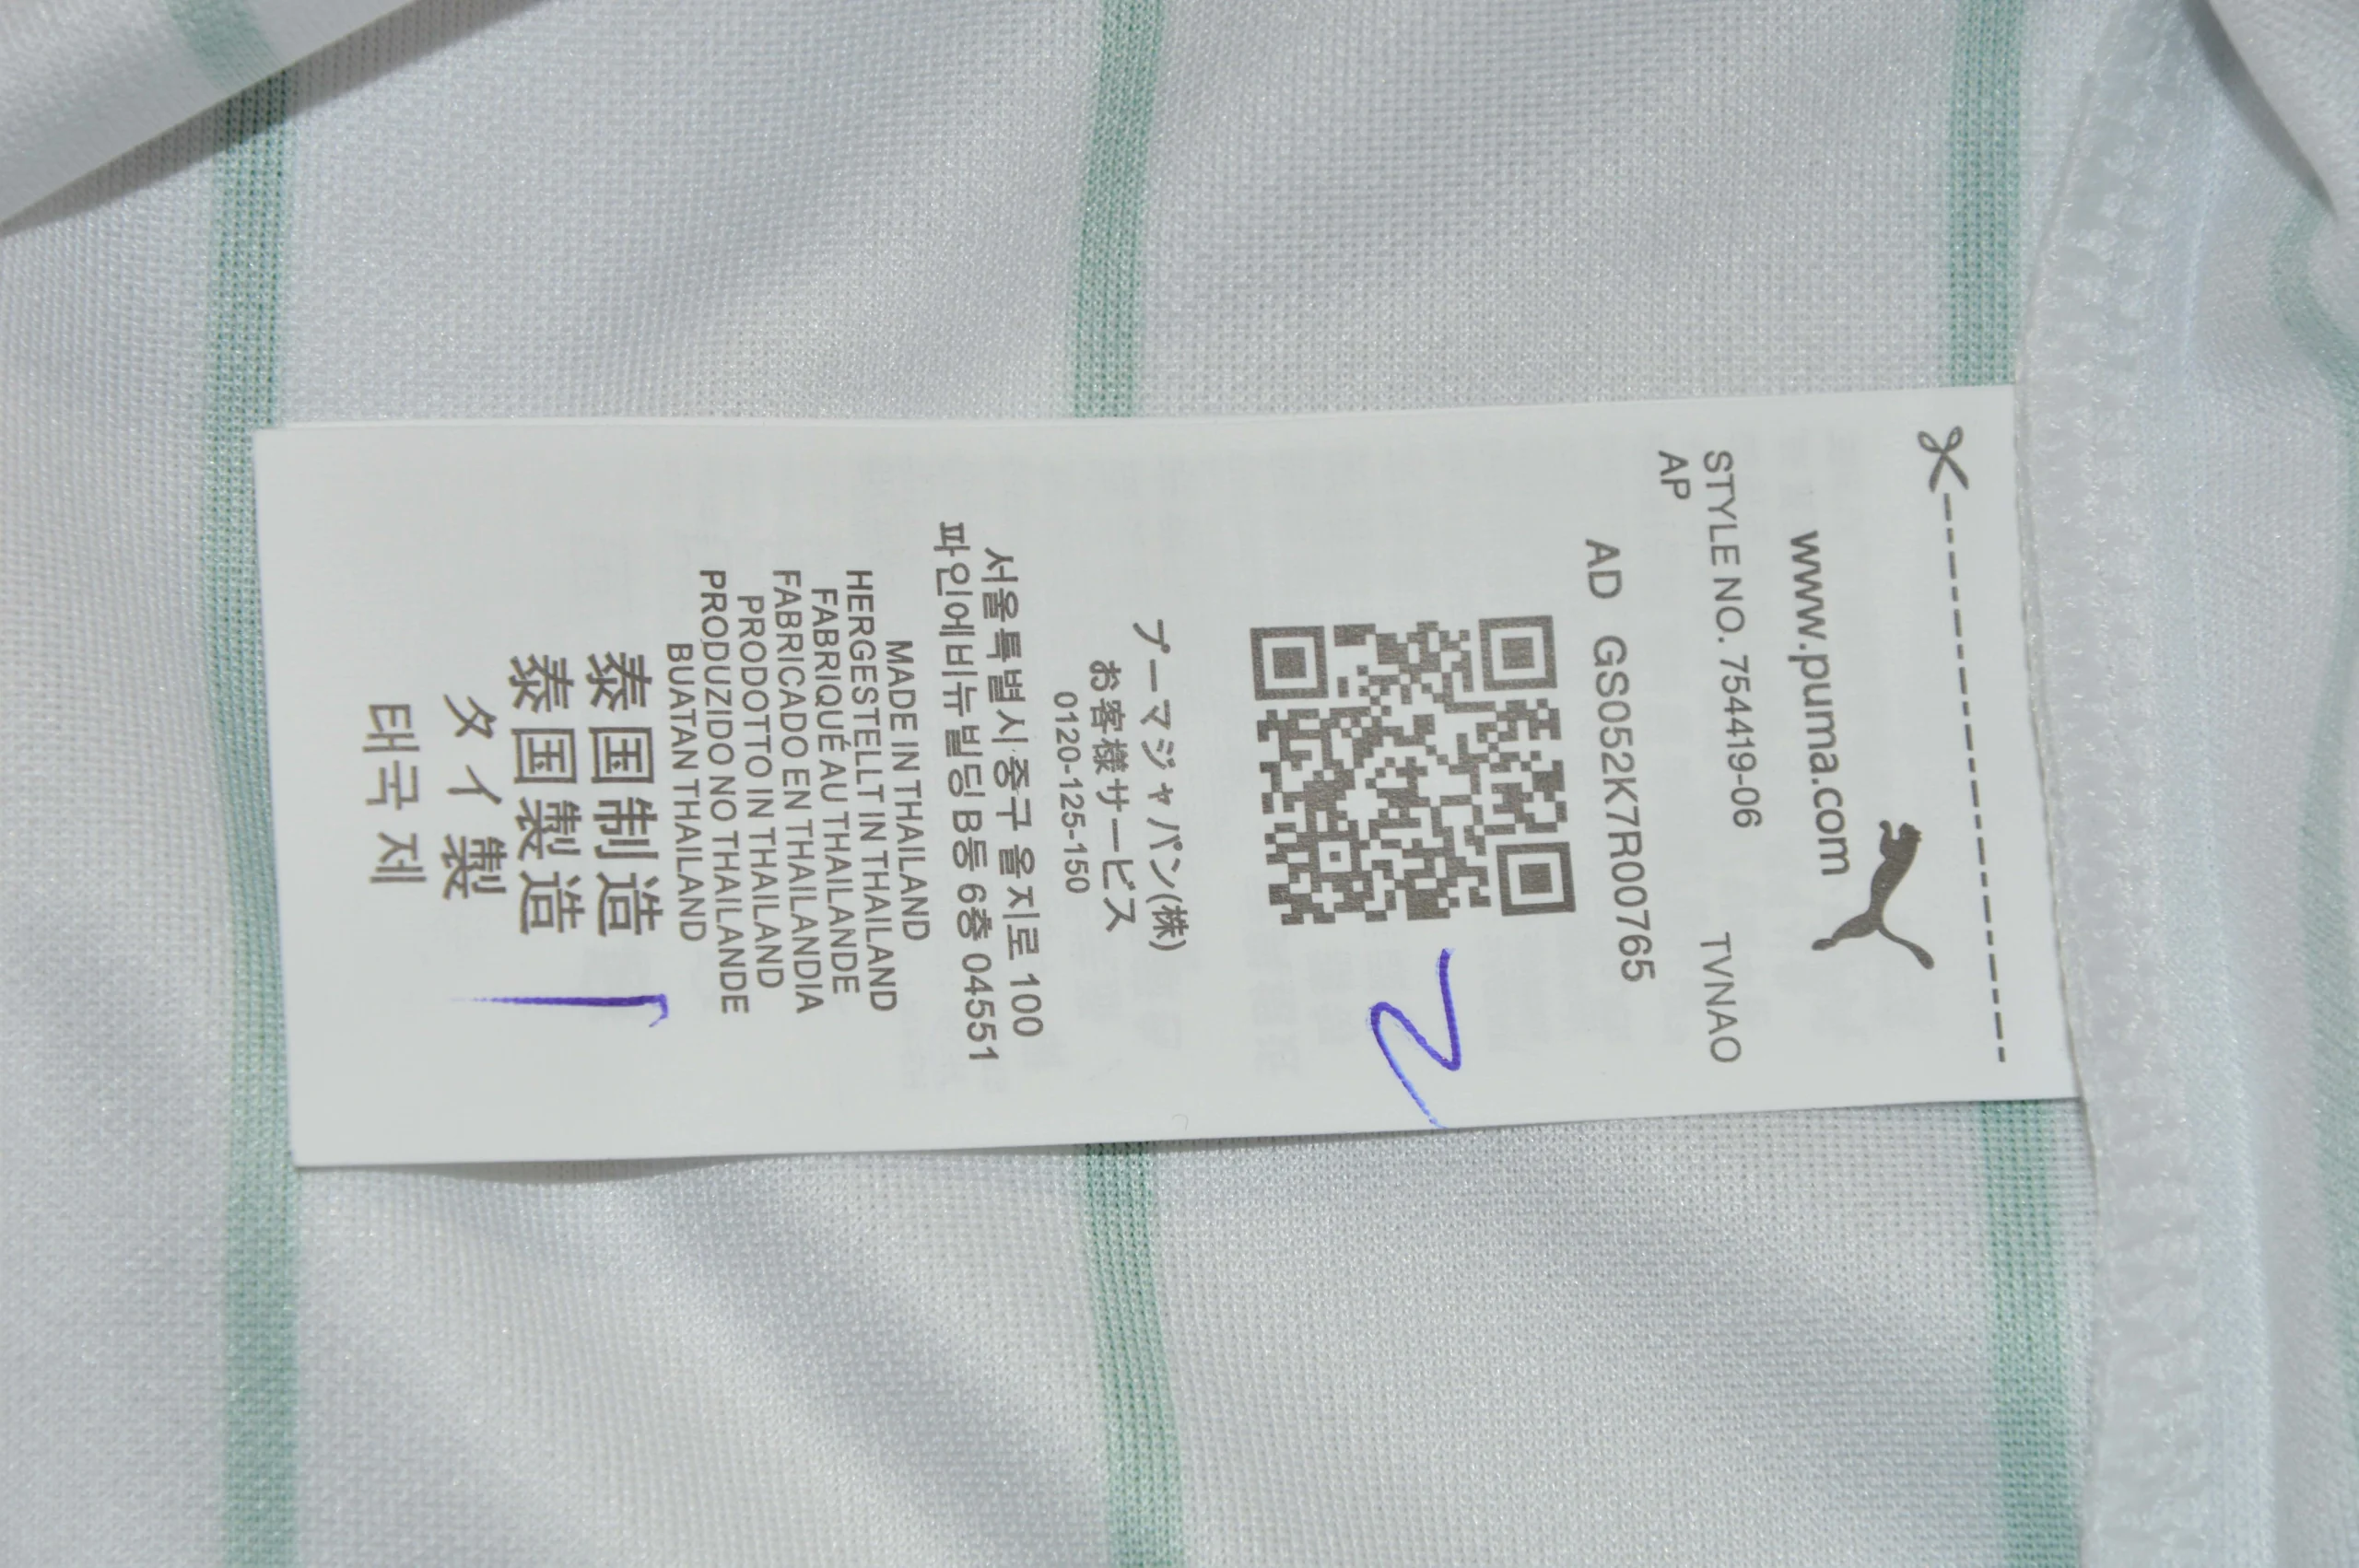 www.puma.com
STYLE NO. 754419-06 TVNAO
AP
AD GS052K7R00765
プーマジャパン(株)
お客様サービス
0120-125-150
서울특별시 중구 을지로 100
파인에비뉴빌딩 B동 6층 04551
MADE IN THAILAND
HERGESTELLT IN THAILAND
FABRIQUÉ AU THAILANDE
FABRICADO EN THAILANDIA
PRODOTTO IN THAILAND
PRODUZIDO NO THAILANDE
BUATAN THAILAND
泰国制造
泰国製造
タイ製
태국 제